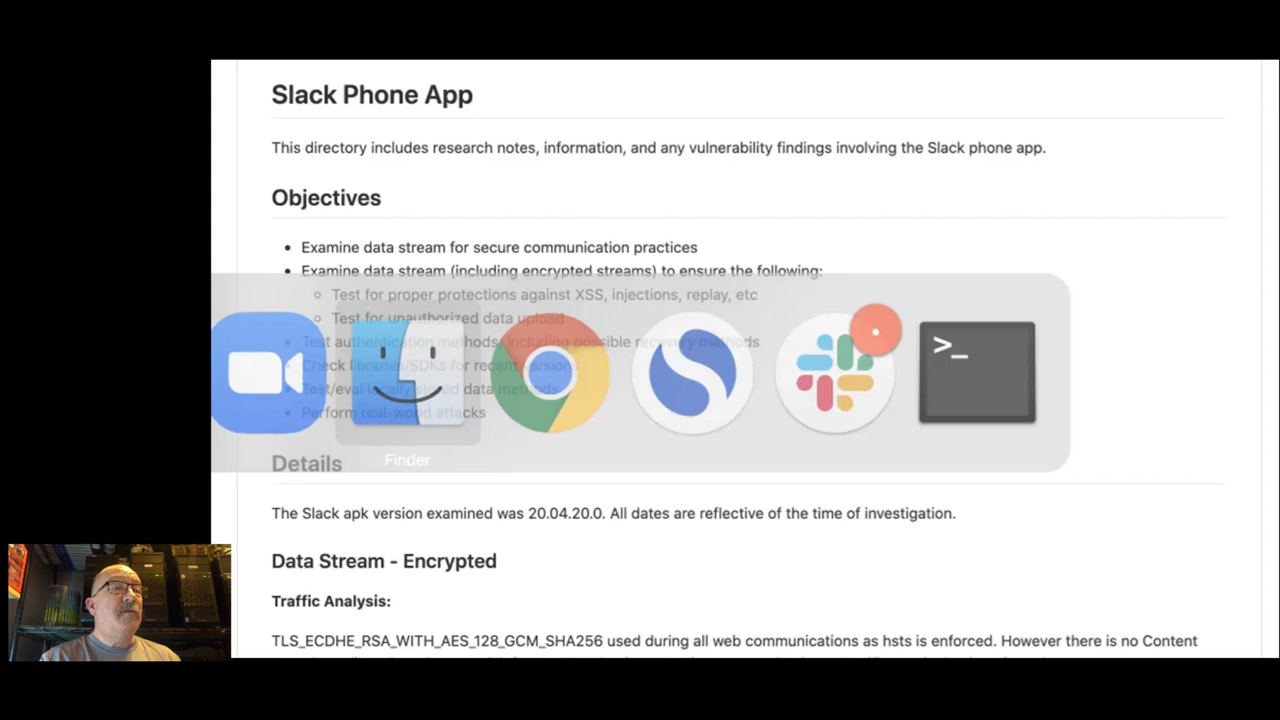 Slack Phone App
This directory includes research notes, information, and any vulnerability findings involving the Slack phone app.
Objectives
• Examine data stream for secure communication practices
• Examine data stream (including encrypted streams) to ensure the following:
○ Test for proper protections against XSS, injections, replay, etc
○ Test for unauthorized data upload
• Test authentication methods including possible recovery methods
• Check libraries/SDKs for recent versions
• Test/eval locally stored data methods
• Perform real-world attacks
>_
Finder
Details
The Slack apk version examined was 20.04.20.0. All dates are reflective of the time of investigation.
Data Stream - Encrypted
Traffic Analysis:
TLS_ECDHE_RSA_WITH_AES_128_GCM_SHA256 used during all web communications as hsts is enforced. However there is no Content